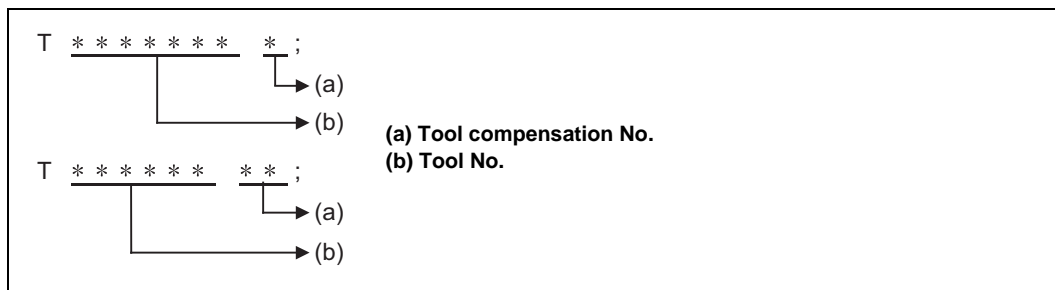 T * * * * * * * * ;
(a)
(b)
(a) Tool compensation No.
(b) Tool No.
T * * * * * * * * ;
(a)
(b)